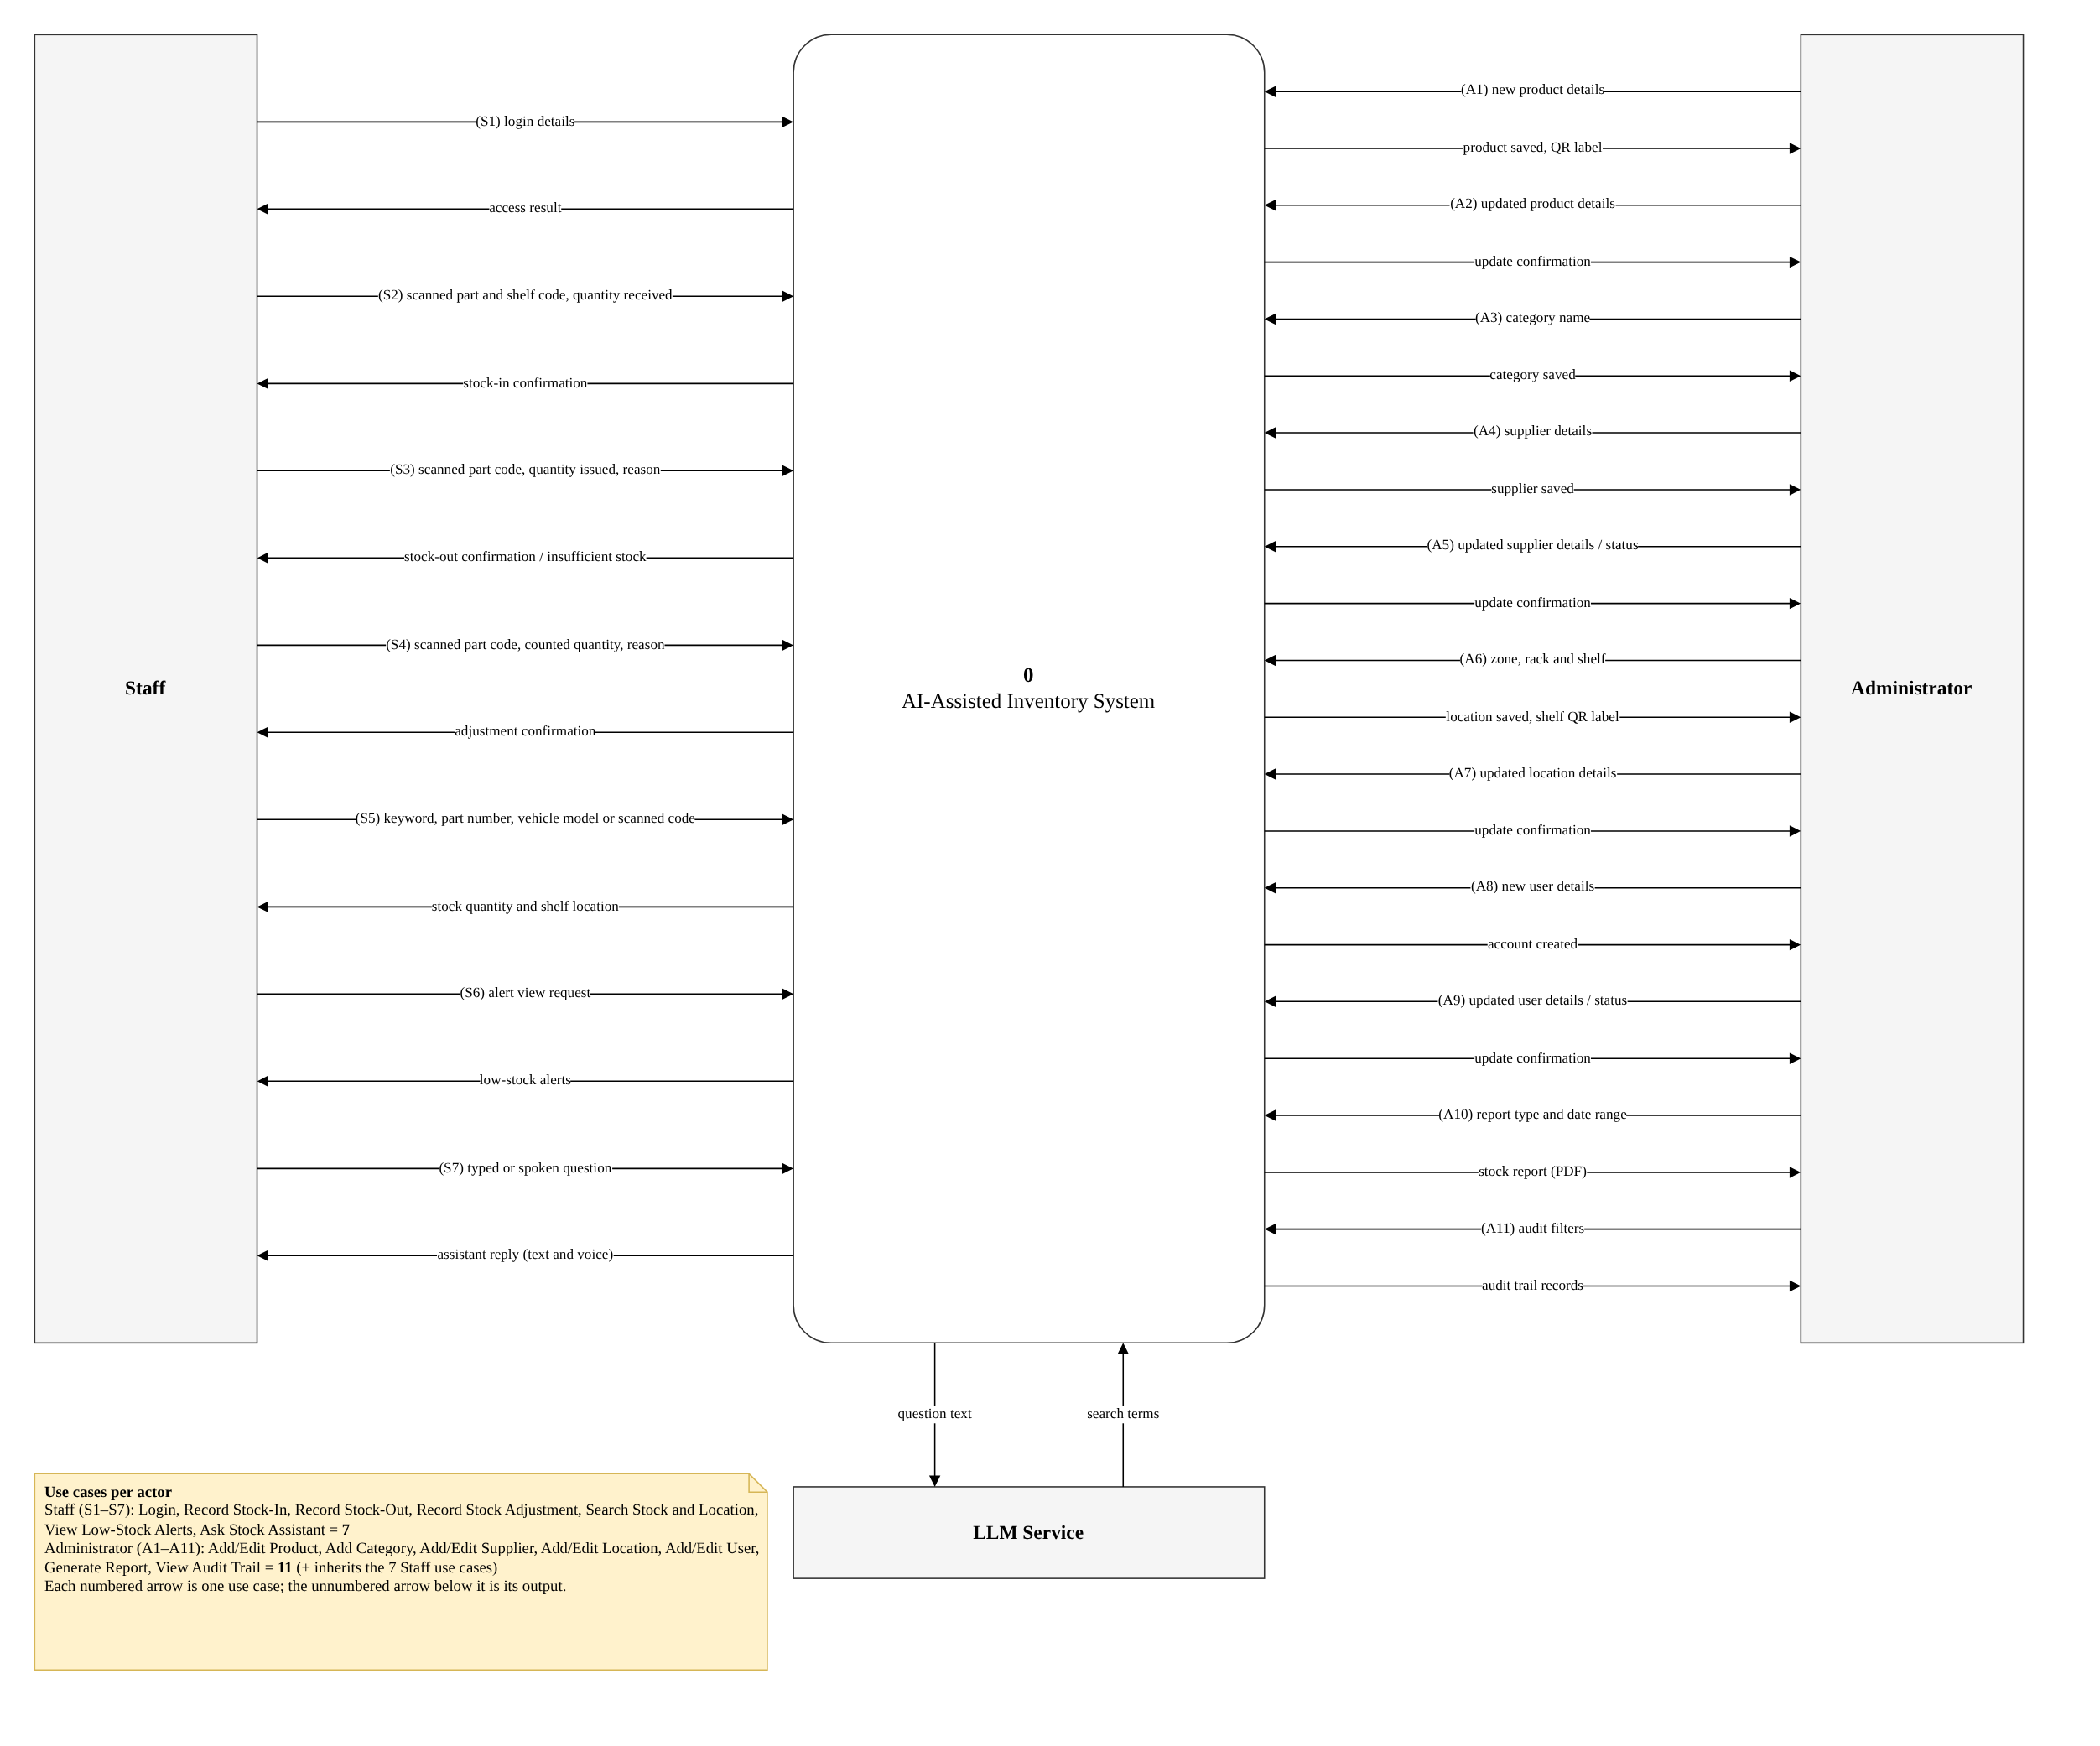 Staff
(S1) login details
access result
(S2) scanned part and shelf code, quantity received
stock-in confirmation
(S3) scanned part code, quantity issued, reason
stock-out confirmation / insufficient stock
(S4) scanned part code, counted quantity, reason
adjustment confirmation
(S5) keyword, part number, vehicle model or scanned code
stock quantity and shelf location
(S6) alert view request
low-stock alerts
(S7) typed or spoken question
assistant reply (text and voice)
0
AI-Assisted Inventory System
(A1) new product details
product saved, QR label
(A2) updated product details
update confirmation
(A3) category name
category saved
(A4) supplier details
supplier saved
(A5) updated supplier details / status
update confirmation
(A6) zone, rack and shelf
location saved, shelf QR label
(A7) updated location details
update confirmation
(A8) new user details
account created
(A9) updated user details / status
update confirmation
(A10) report type and date range
stock report (PDF)
(A11) audit filters
audit trail records
Administrator
question text
search terms
LLM Service
Use cases per actor
Staff (S1–S7): Login, Record Stock-In, Record Stock-Out, Record Stock Adjustment, Search Stock and Location,
View Low-Stock Alerts, Ask Stock Assistant = 7
Administrator (A1–A11): Add/Edit Product, Add Category, Add/Edit Supplier, Add/Edit Location, Add/Edit User,
Generate Report, View Audit Trail = 11 (+ inherits the 7 Staff use cases)
Each numbered arrow is one use case; the unnumbered arrow below it is its output.